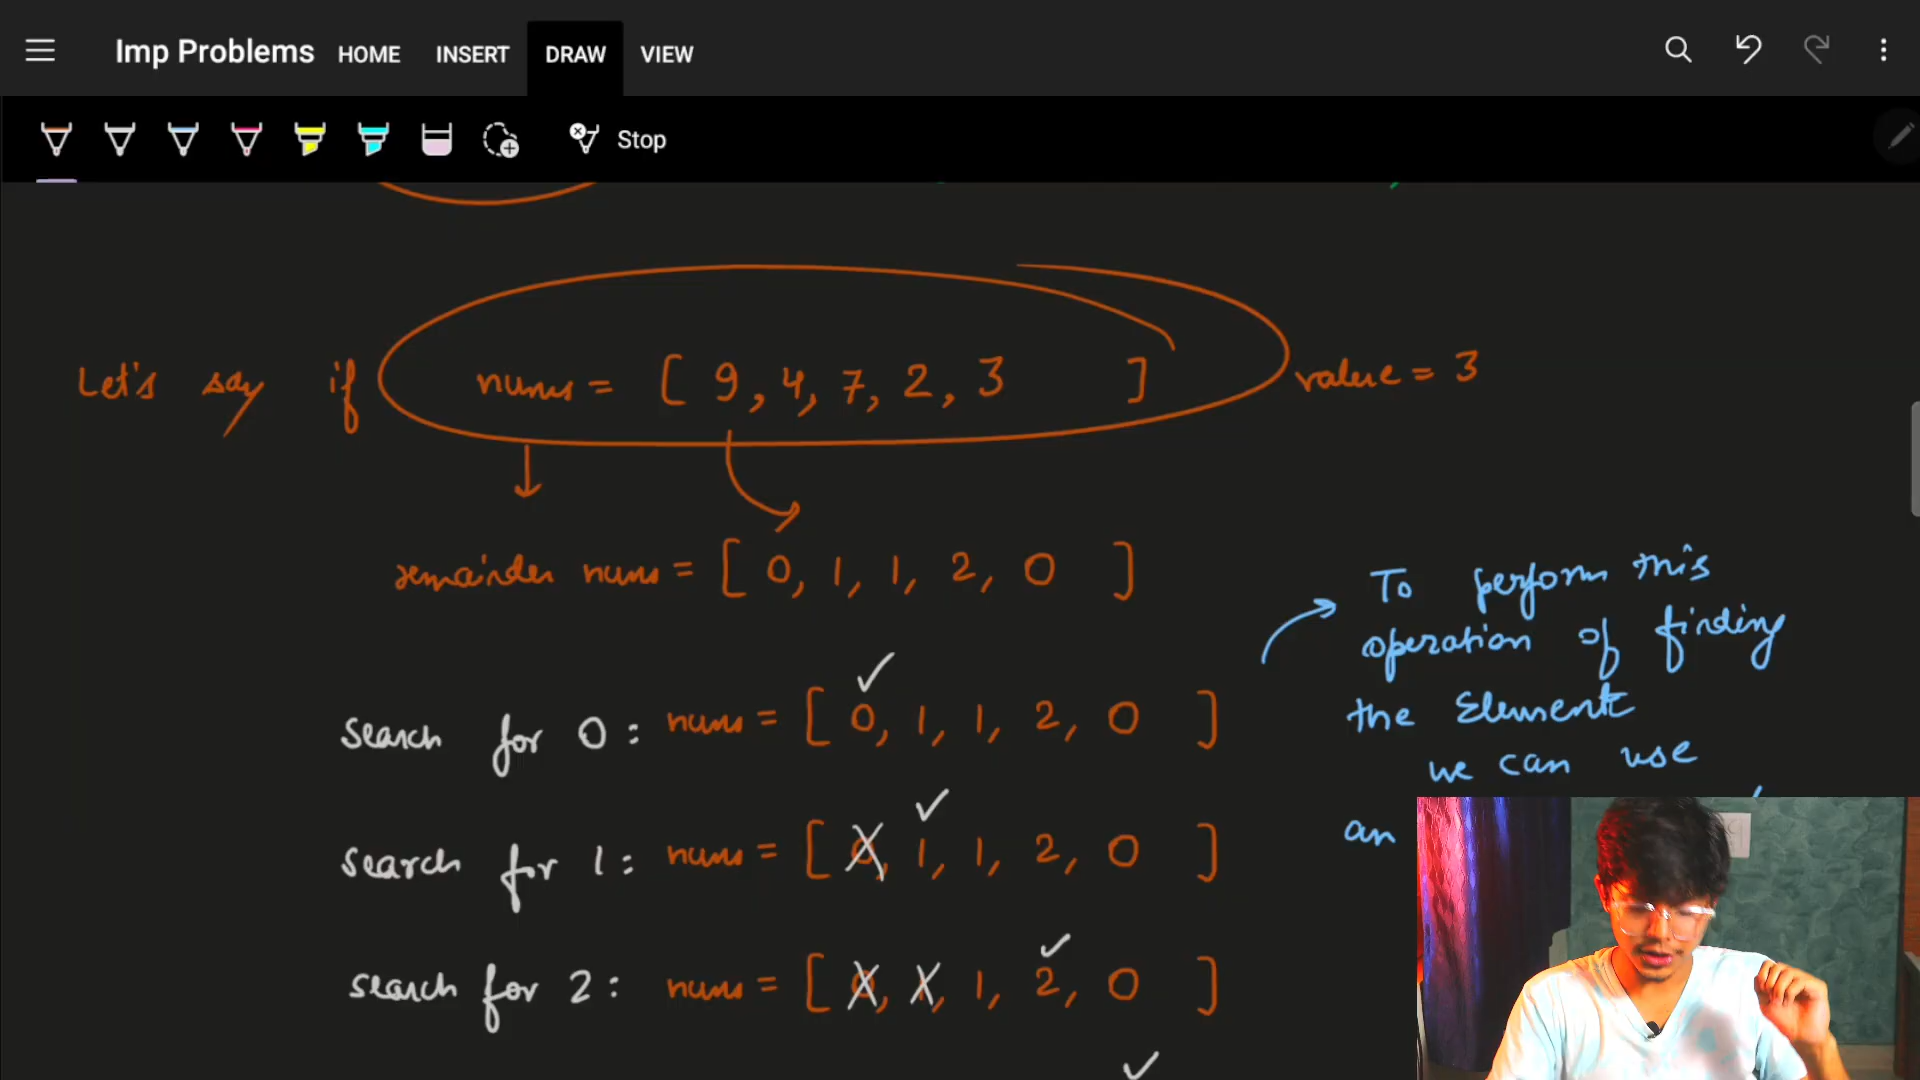 Imp Problems HOME INSERT DRAW VIEW
Stop
Let's say if nums = [ 9, 4, 7, 2, 3 ] value = 3
remainder nums = [ 0, 1, 1, 2, 0 ]
To perform this
operation of finding
the Element
we can use
an
search for 0 : nums = [ 0, 1, 1, 2, 0 ]
search for 1 : nums = [ 0, 1, 1, 2, 0 ]
search for 2 : nums = [ 0, 1, 1, 2, 0 ]